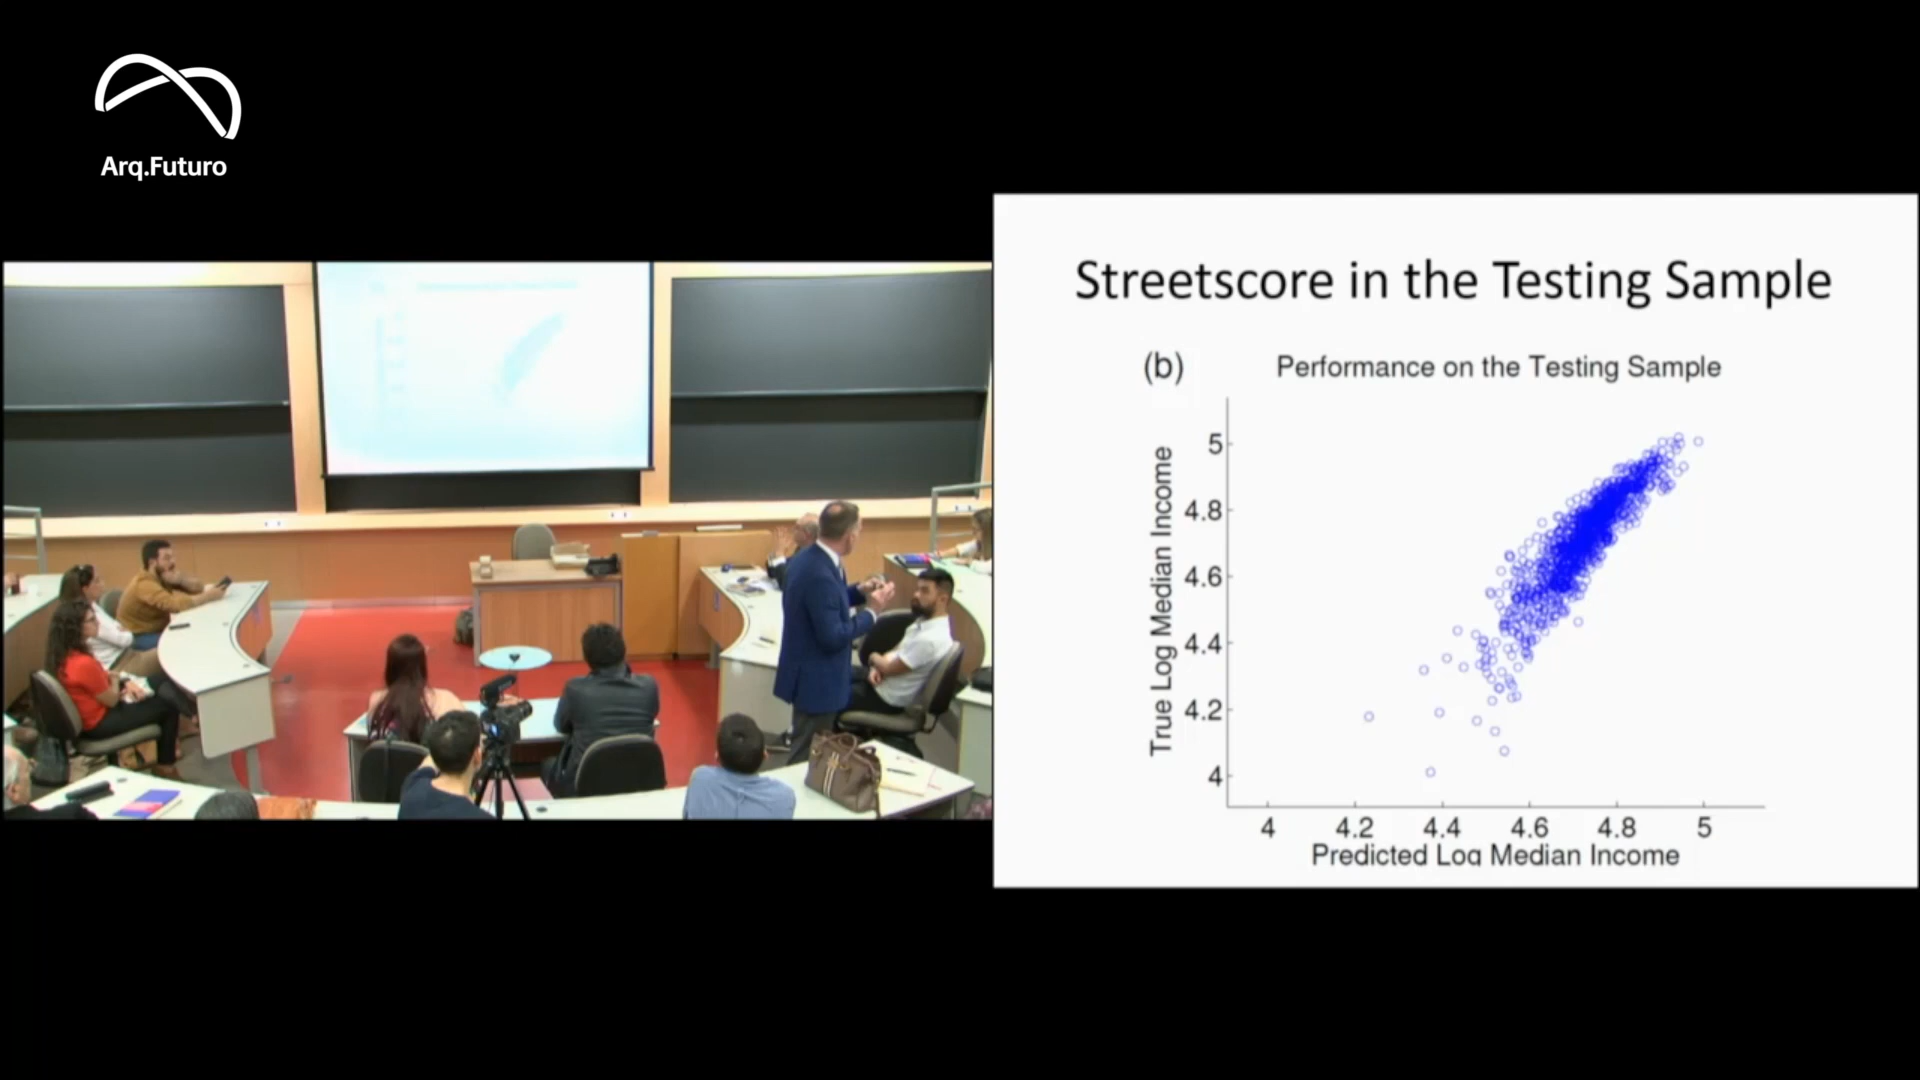 Arq.Futuro
Streetscore in the Testing Sample
(b)
Performance on the Testing Sample
True Log Median Income
5
4.8
4.6
4.4
4.2
4
4
4.2
4.4
4.6
4.8
5
Predicted Log Median Income